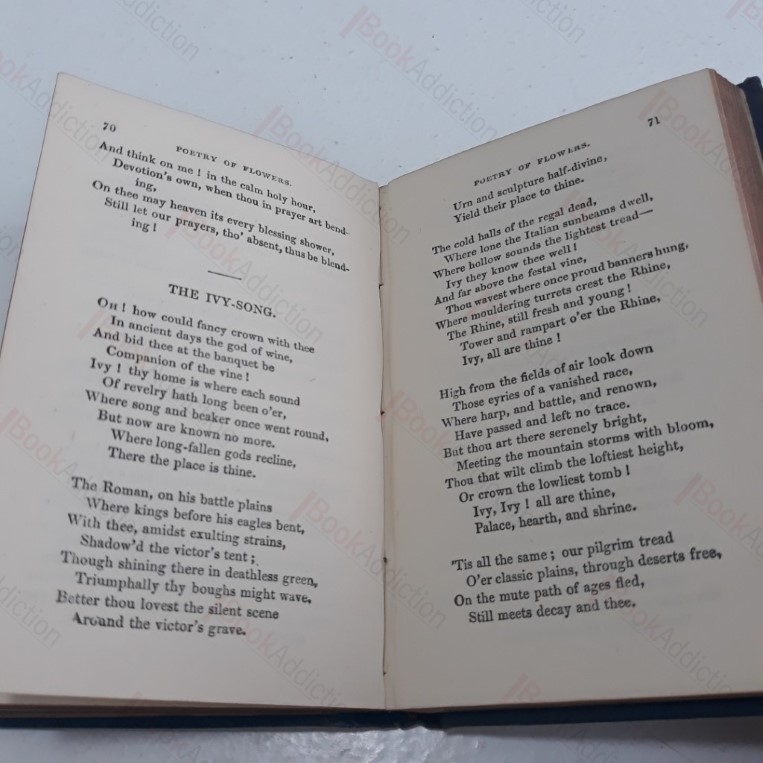 70
POETRY OF FLOWERS.
And think on me ! in the calm holy hour,
Devotion's own, when thou in prayer art bend-
ing,
On thee may heaven its every blessing shower,
Still let our prayers, tho' absent, thus be blend-
ing !
THE IVY-SONG.
On ! how could fancy crown with thee
In ancient days the god of wine,
And bid thee at the banquet be
Companion of the vine !
Ivy ! thy home is where each sound
Of revelry hath long been o'er,
Where song and beaker once went round,
But now are known no more.
Where long-fallen gods recline,
There the place is thine.
The Roman, on his battle plains
Where kings before his eagles bent,
With thee, amidst exulting strains,
Shadow'd the victor's tent ;
Though shining there in deathless green,
Triumphally thy boughs might wave,
Better thou lovest the silent scene
Around the victor's grave.
71
POETRY OF FLOWERS.
Urn and sculpture half-divine,
Yield their place to thine.
The cold halls of the regal dead,
Where lone the Italian sunbeams dwell,
Where hollow sounds the lightest tread—
Ivy they know thee well !
And far above the festal vine,
Thou wavest where once proud banners hung,
Where mouldering turrets crest the Rhine,
The Rhine, still fresh and young !
Tower and rampart o'er the Rhine,
Ivy, all are thine !
High from the fields of air look down
Those eyries of a vanished race,
Where harp, and battle, and renown,
Have passed and left no trace.
But thou art there serenely bright,
Meeting the mountain storms with bloom,
Thou that wilt climb the loftiest height,
Or crown the lowliest tomb !
Ivy, Ivy ! all are thine,
Palace, hearth, and shrine.
'Tis all the same ; our pilgrim tread
O'er classic plains, through deserts free,
On the mute path of ages fled,
Still meets decay and thee.
BookAddiction